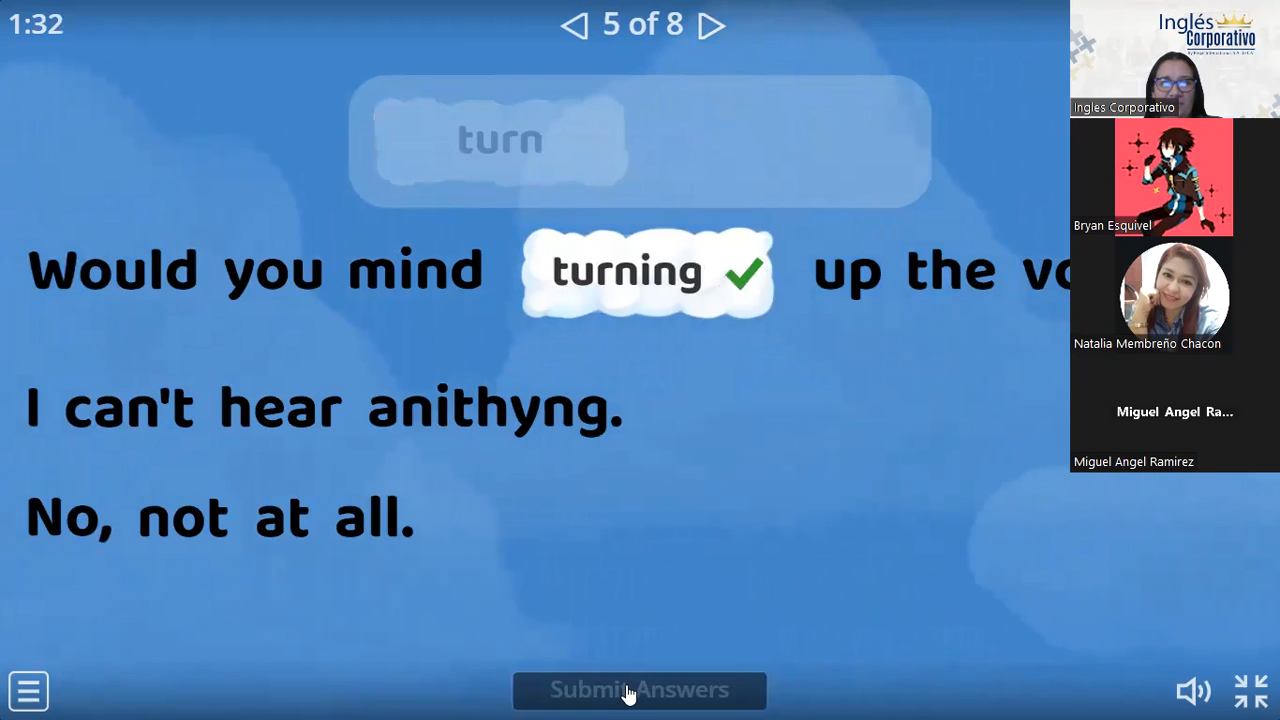 1:32
5 of 8
turn
Would you mind turning up the vo
I can't hear anithyng.
No, not at all.
Submit Answers
Inglés
Corporativo
Ingles Corporativo
Bryan Esquivel
Natalia Membreño Chacon
Miguel Angel Ra...
Miguel Angel Ramirez